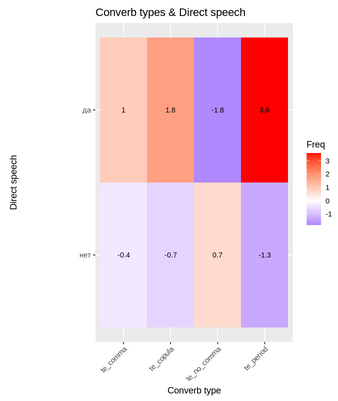 Converb types & Direct speech
да
1
1.8
-1.8
3.6
нет
-0.4
-0.7
0.7
-1.3
Direct speech
te_comma
te_copula
te_no_comma
te_period
Converb type
Freq
3
2
1
0
-1